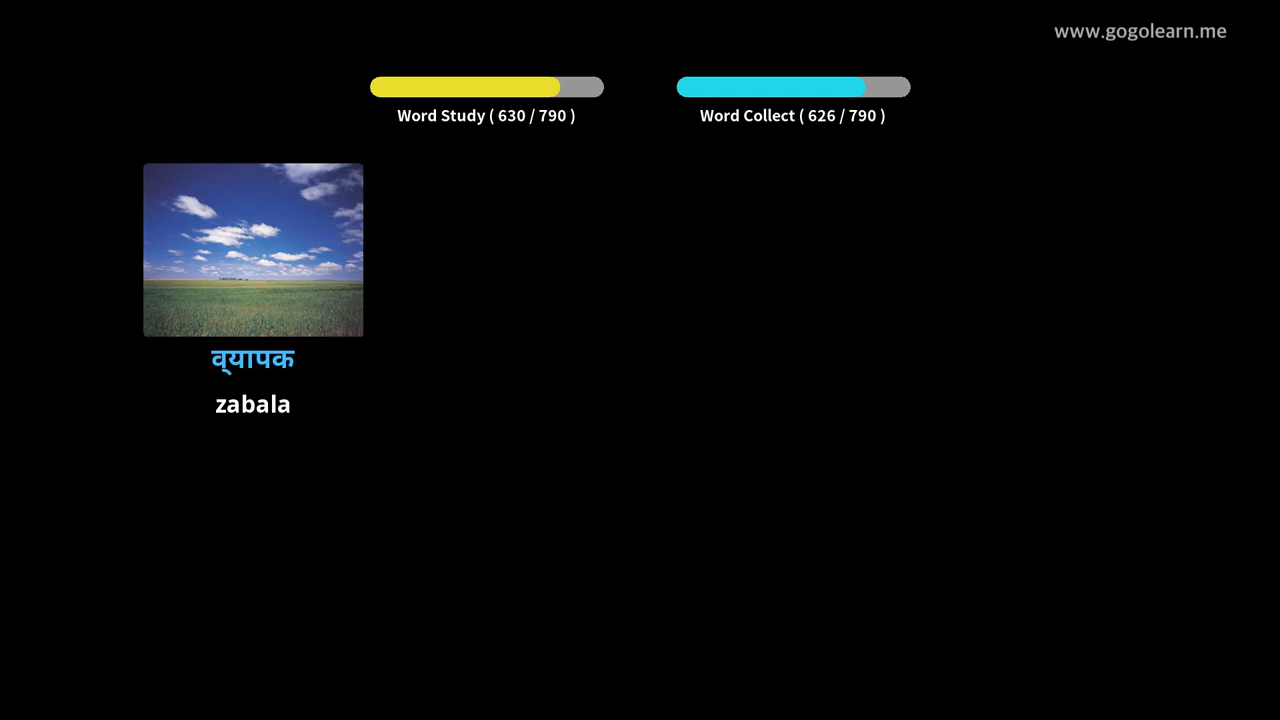 www.gogolearn.me
Word Study ( 630 / 790 )
Word Collect ( 626 / 790 )
व्यापक
zabala